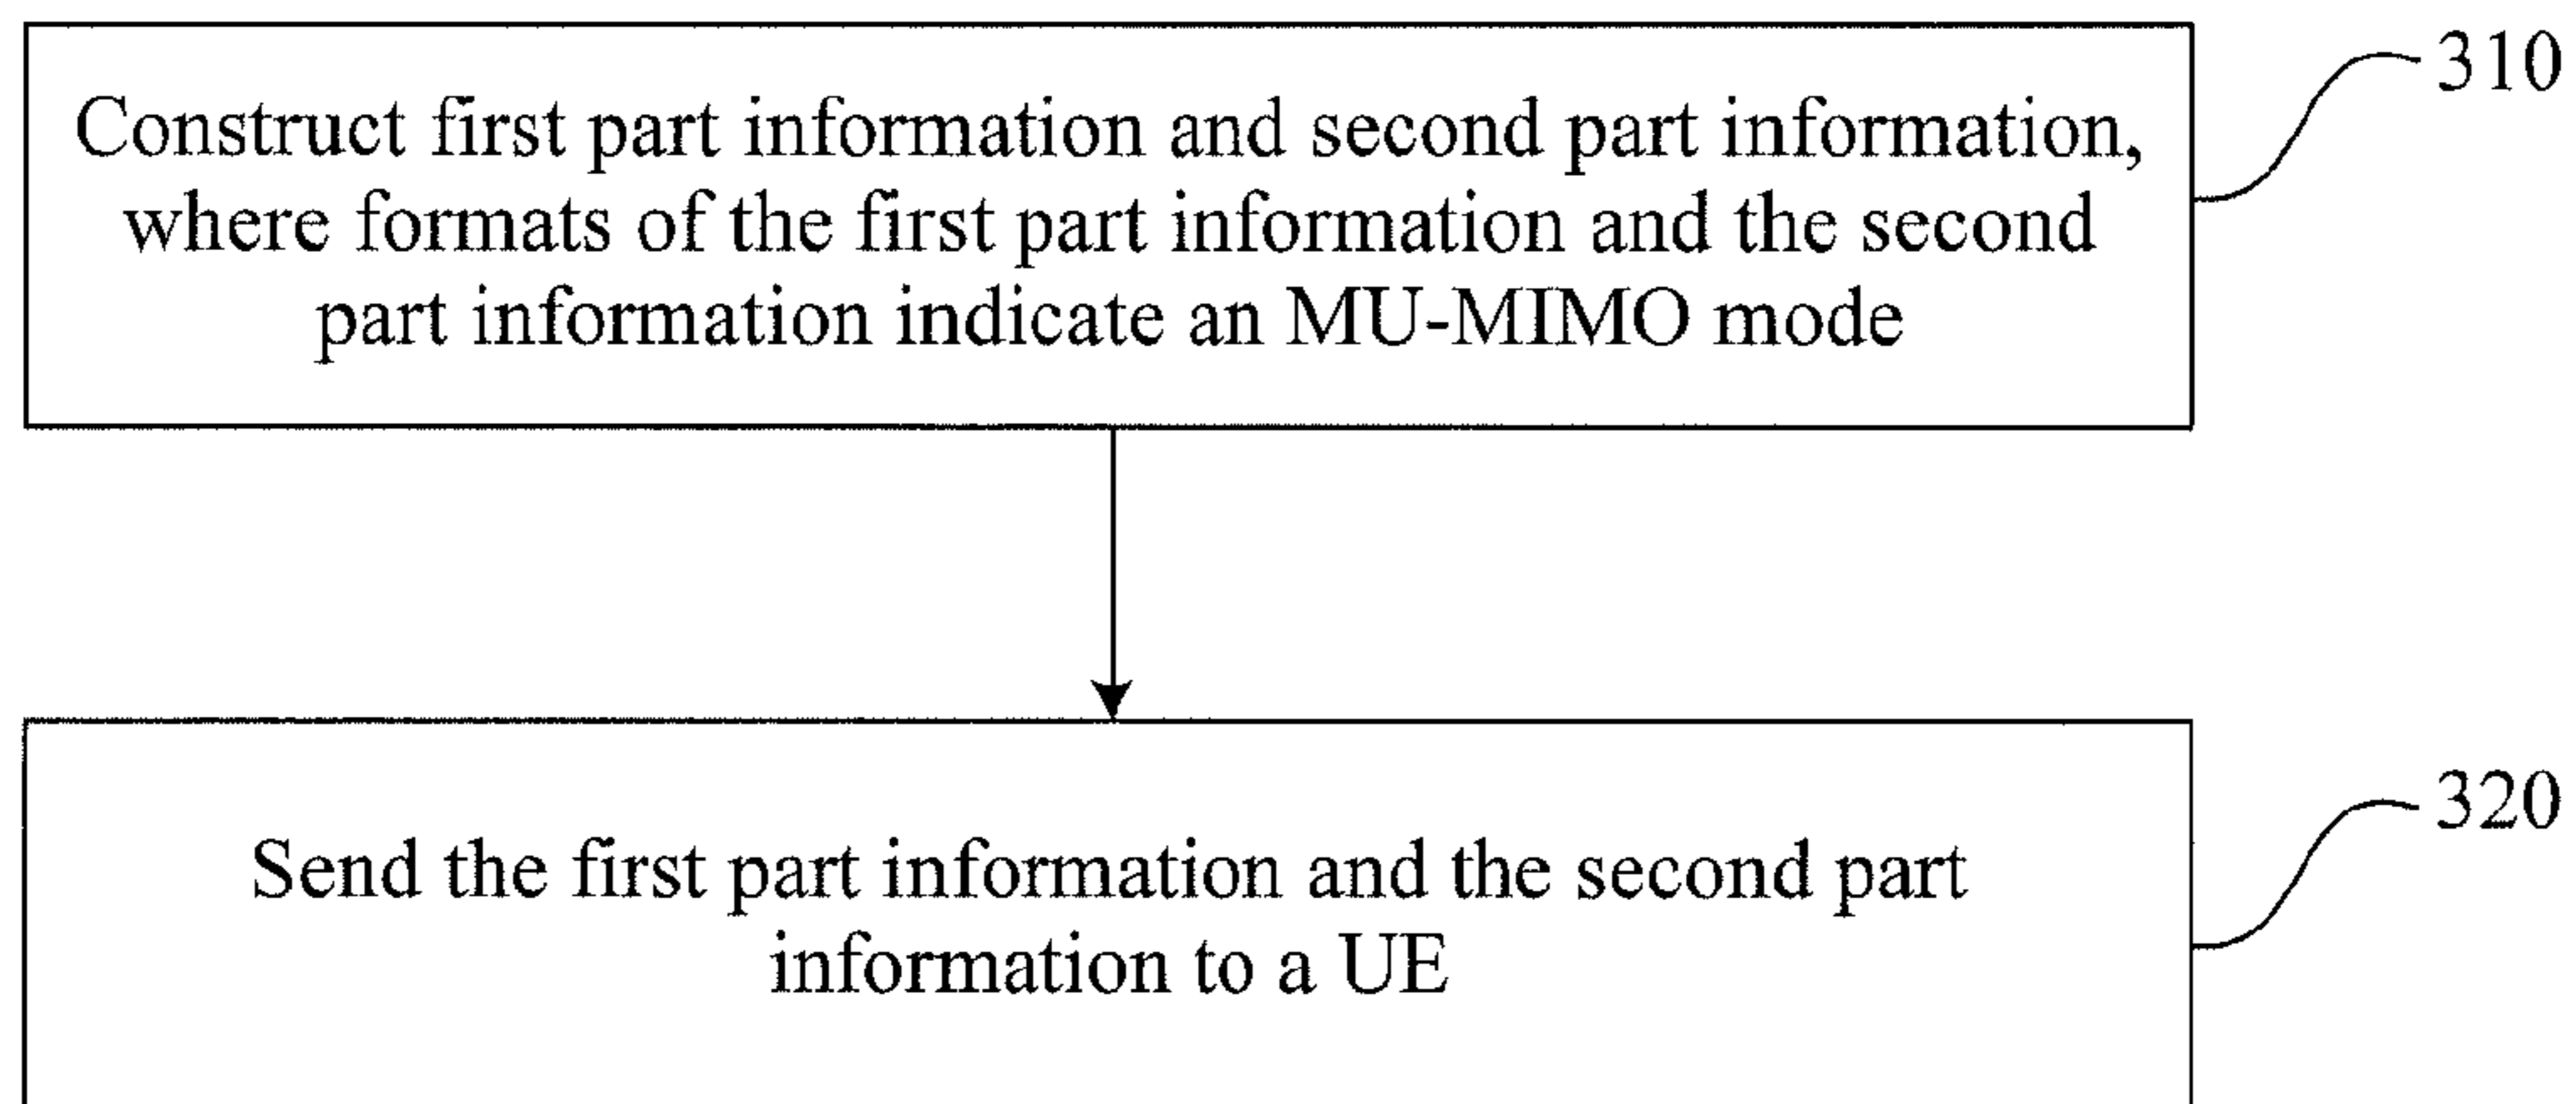 Construct first part information and second part information,
where formats of the first part information and the second
part information indicate an MU-MIMO mode
310
Send the first part information and the second part
information to a UE
320